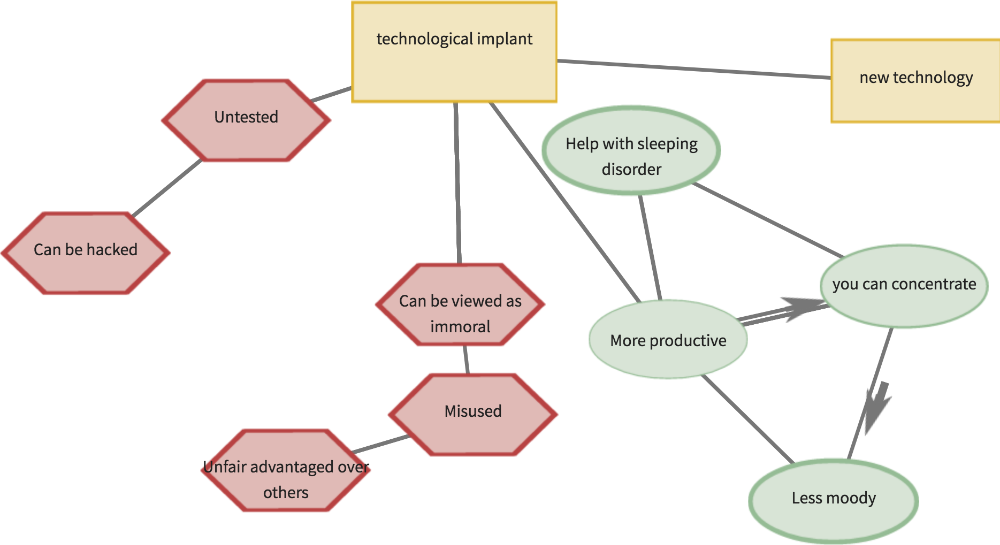 technological implant
new technology
Untested
Help with sleeping
disorder
Can be hacked
you can concentrate
Can be viewed as
immoral
More productive
Misused
Unfair advantaged over
others
Less moody